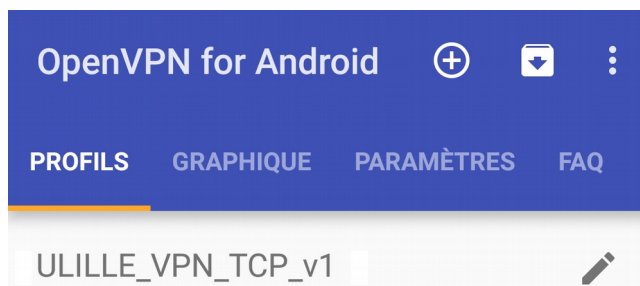 OpenVPN for Android
PROFILS GRAPHIQUE PARAMÈTRES FAQ
ULILLE_VPN_TCP_v1